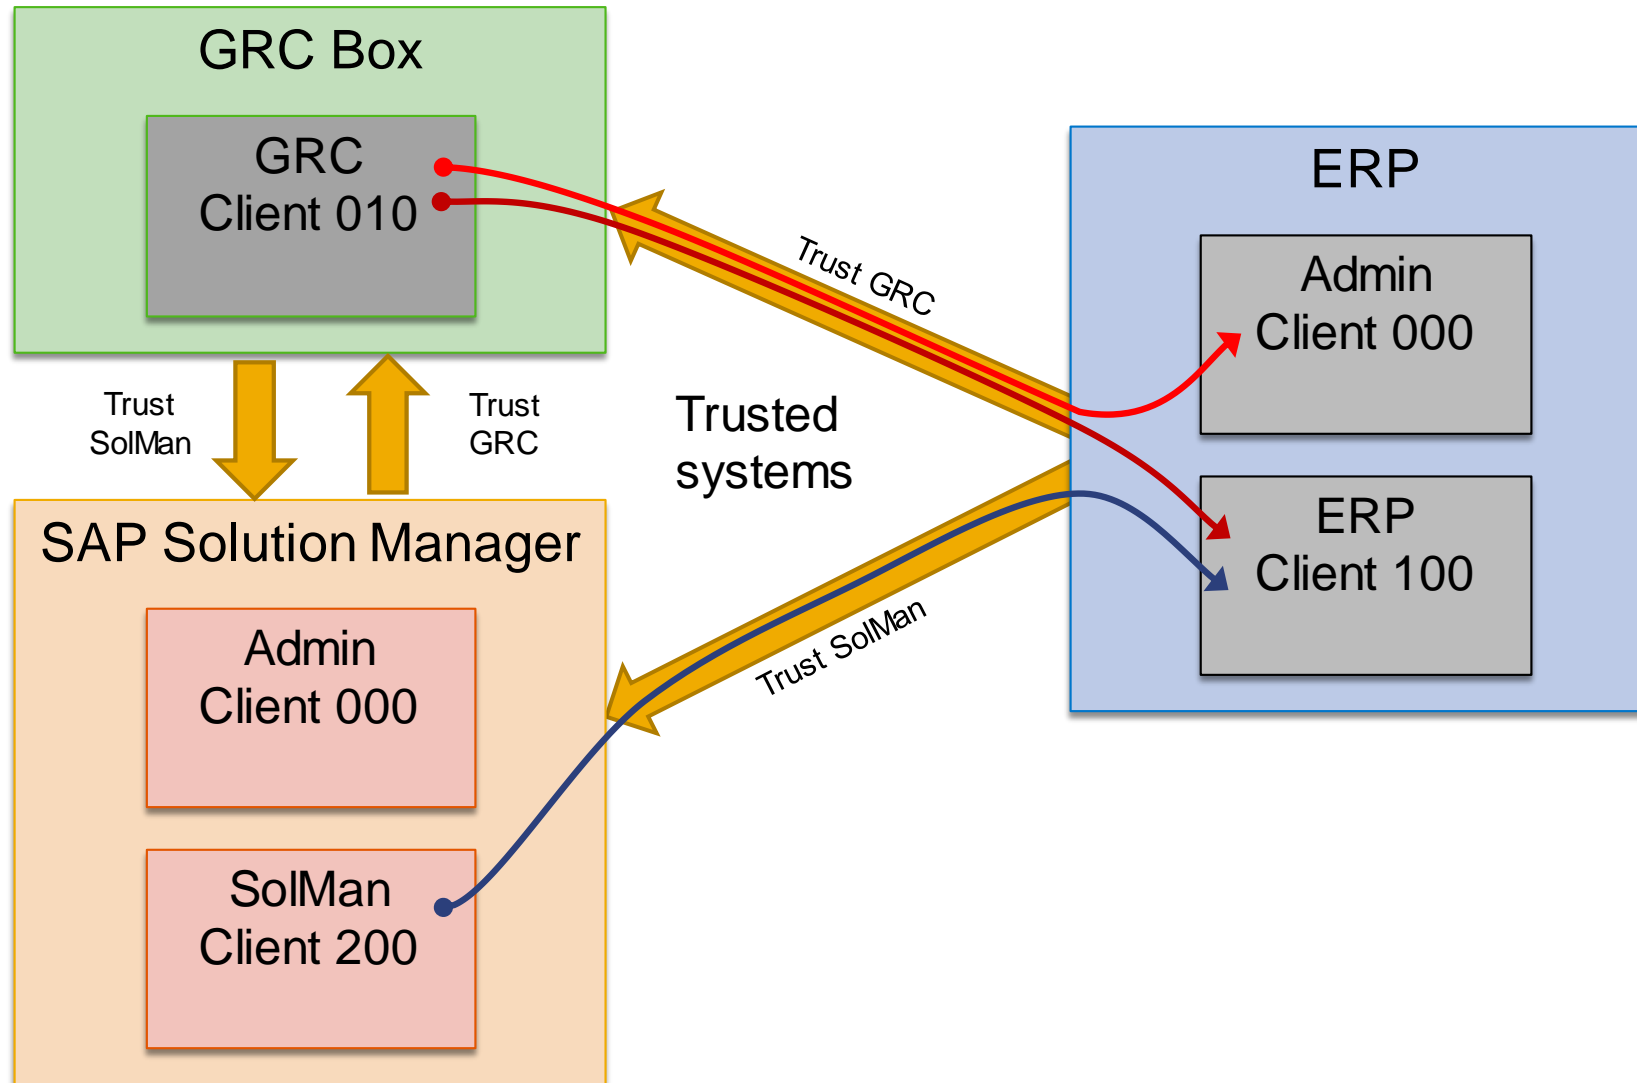 GRC Box
GRC
Client 010
Trust
SolMan
Trust
GRC
SAP Solution Manager
Admin
Client 000
SolMan
Client 200
Trust GRC
Trusted
systems
Trust SolMan
ERP
Admin
Client 000
ERP
Client 100